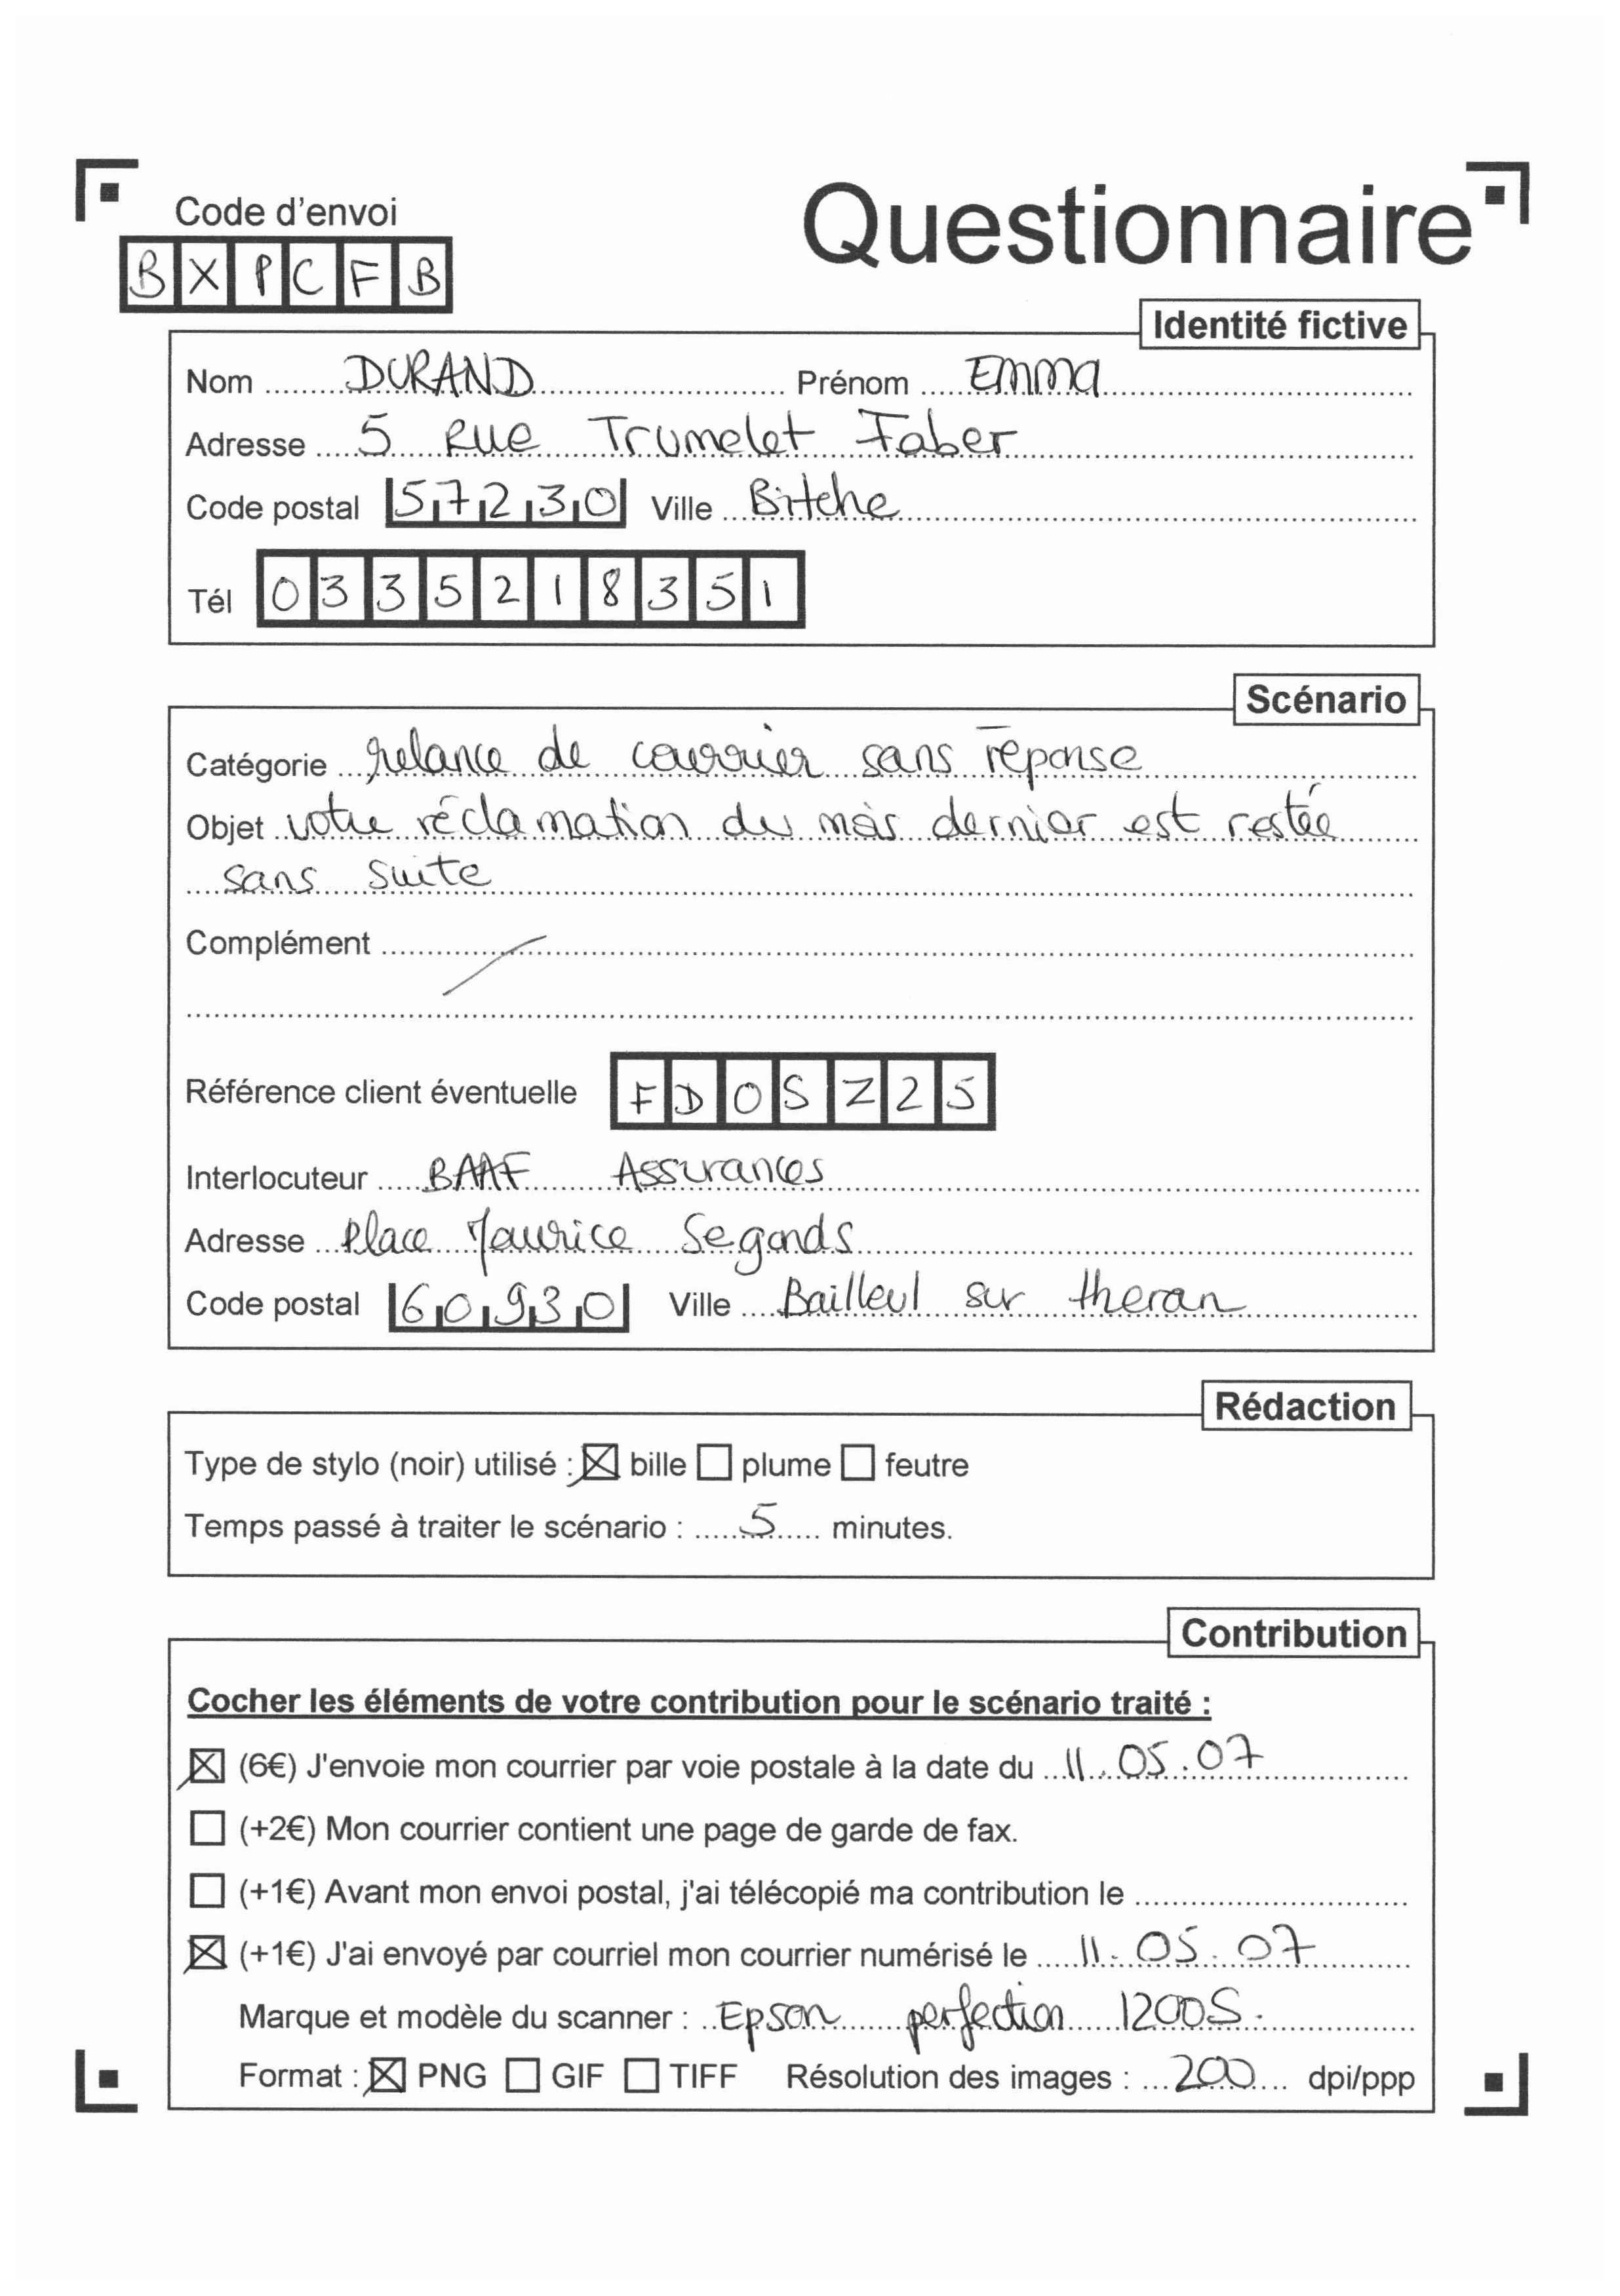 Questionnaire
Code d'envoi
BXPCFB
Identité fictive
Nom DURAND Prénom Emma
Adresse 5 Rue Trumelet Faber
Code postal 57230 Ville Bitche
Tél 0335218351
Scénario
Catégorie relance de courrier sans réponse
Objet votre réclamation du mois dernier est restée
sans suite
Complément
Référence client éventuelle FDOSZ25
Interlocuteur BAAF Assurances
Adresse Place Maurice Segonds
Code postal 60930 Ville Bailleul sur theran
Rédaction
Type de stylo (noir) utilisé : ☒ bille ☐ plume ☐ feutre
Temps passé à traiter le scénario : 5 minutes.
Contribution
Cocher les éléments de votre contribution pour le scénario traité :
☒ (6€) J'envoie mon courrier par voie postale à la date du 11.05.07
☐ (+2€) Mon courrier contient une page de garde de fax.
☐ (+1€) Avant mon envoi postal, j'ai télécopié ma contribution le
☒ (+1€) J'ai envoyé par courriel mon courrier numérisé le 11.05.07
Marque et modèle du scanner : Epson perfection 1200S.
Format : ☒ PNG ☐ GIF ☐ TIFF Résolution des images : 200 dpi/ppp